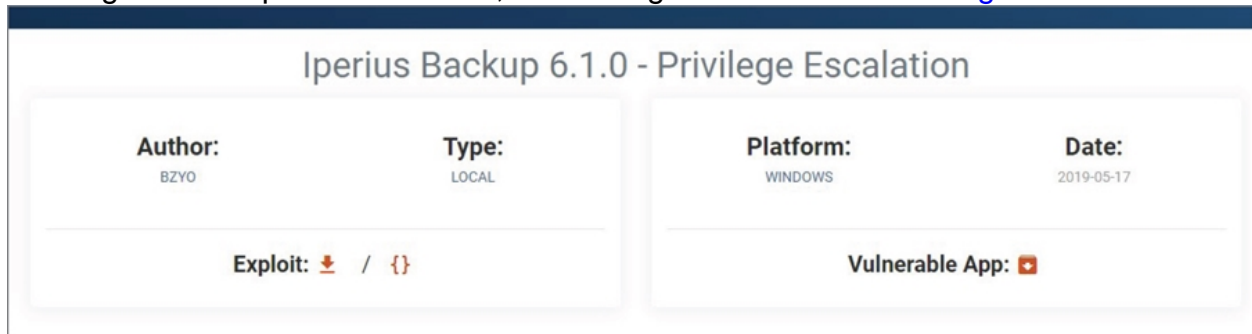 Iperius Backup 6.1.0 - Privilege Escalation
Author: Type: Platform: Date:
BZYO LOCAL WINDOWS 2019-05-17
Exploit: / {} Vulnerable App: